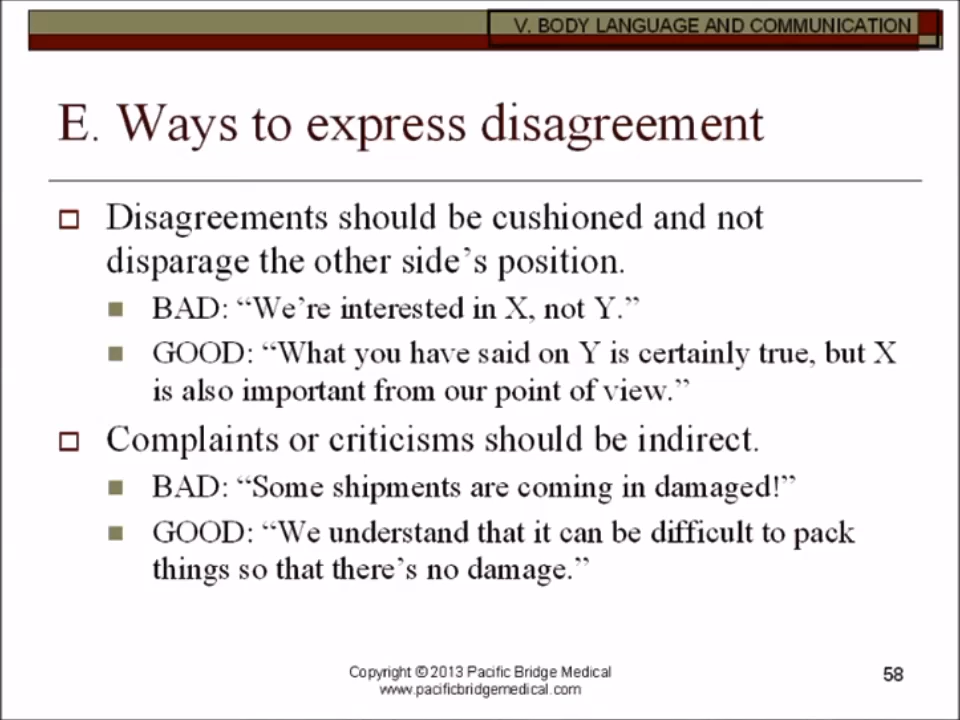 V. BODY LANGUAGE AND COMMUNICATION
E. Ways to express disagreement
Disagreements should be cushioned and not
disparage the other side’s position.
BAD: “We’re interested in X, not Y.”
GOOD: “What you have said on Y is certainly true, but X
is also important from our point of view.”
Complaints or criticisms should be indirect.
BAD: “Some shipments are coming in damaged!”
GOOD: “We understand that it can be difficult to pack
things so that there’s no damage.”
Copyright © 2013 Pacific Bridge Medical
www.pacificbridgemedical.com
58